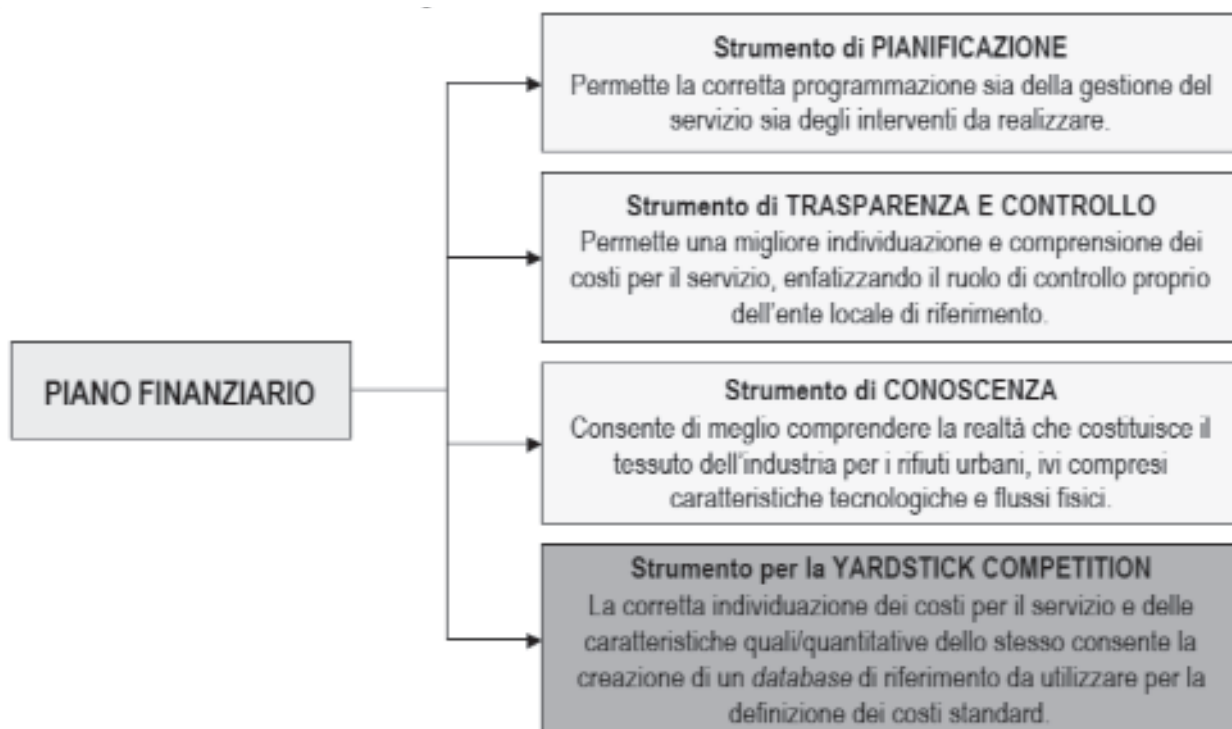 Strumento di PIANIFICAZIONE
Permette la corretta programmazione sia della gestione del
servizio sia degli interventi da realizzare.
Strumento di TRASPARENZA E CONTROLLO
Permette una migliore individuazione e comprensione dei
costi per il servizio, enfatizzando il ruolo di controllo proprio
dell'ente locale di riferimento.
PIANO FINANZIARIO
Strumento di CONOSCENZA
Consente di meglio comprendere la realtà che costituisce il
tessuto dell'industria per i rifiuti urbani, ivi compresi
caratteristiche tecnologiche e flussi fisici.
Strumento per la YARDSTICK COMPETITION
La corretta individuazione dei costi per il servizio e delle
caratteristiche quali/quantitative dello stesso consente la
creazione di un database di riferimento da utilizzare per la
definizione dei costi standard.